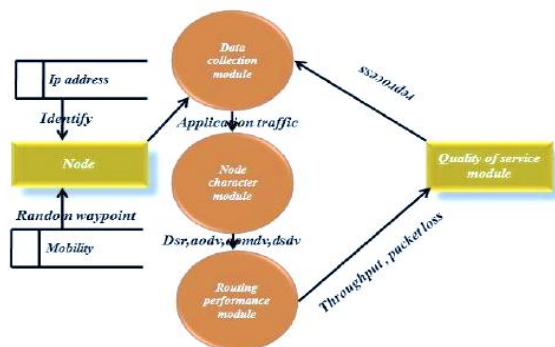 Data
collection
module
Ip address
Identify
Application traffic
reprocess
Node
Node
character
module
Quality of service
module
Random waypoint
Mobility
Dsr,aodv,aomdv,dsdv
Routing
performance
module
Throughput , packet loss